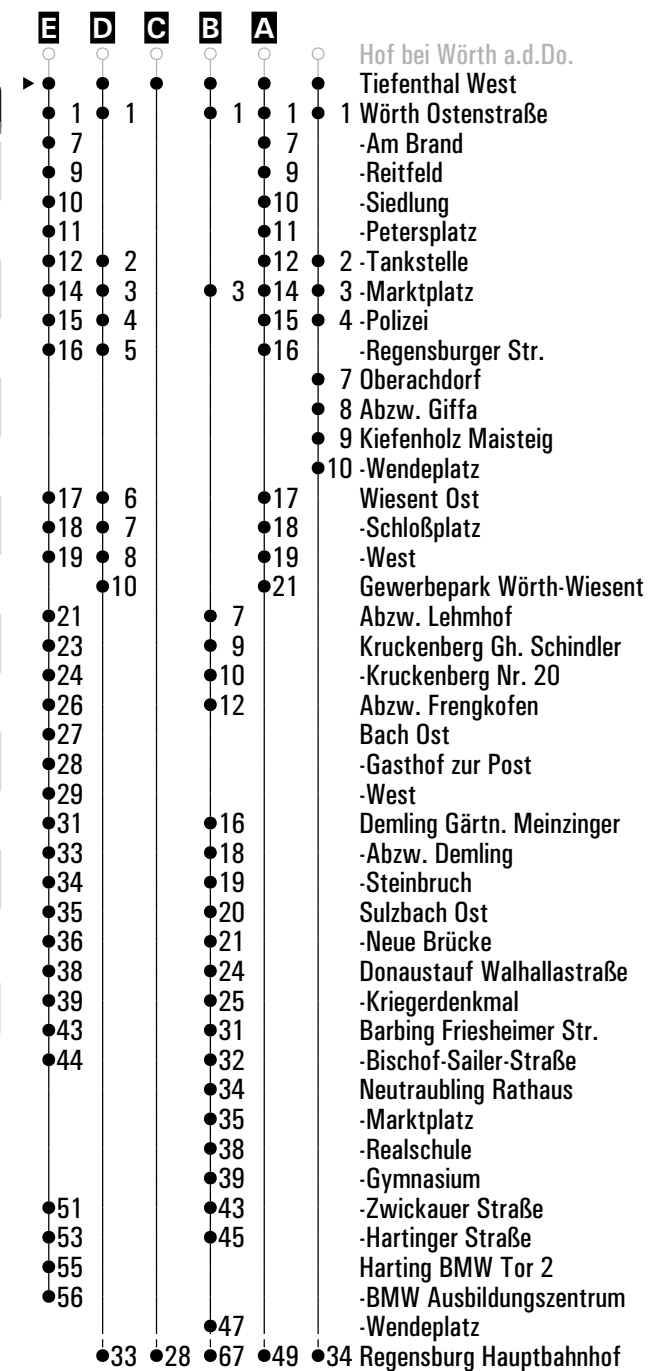 E D C B A
Hof bei Wörth a.d.Do.
Tiefenthal West
1 1 1 1 1 Wörth Ostenstraße
7 7 -Am Brand
9 9 -Reitfeld
10 10 -Siedlung
11 11 -Petersplatz
12 2 12 2 -Tankstelle
14 3 3 14 3 -Marktplatz
15 4 15 4 -Polizei
16 5 16 -Regensburger Str.
7 Oberachdorf
8 Abzw. Giffa
9 Kiefenholz Maisteig
10 -Wendeplatz
17 6 17 Wiesent Ost
18 7 18 -Schloßplatz
19 8 19 -West
10 21 Gewerbepark Wörth-Wiesent
21 7 Abzw. Lehmhof
23 9 Kruckenberg Gh. Schindler
24 10 -Kruckenberg Nr. 20
26 12 Abzw. Frengkofen
27 Bach Ost
28 -Gasthof zur Post
29 -West
31 16 Demling Gärtn. Meinzinger
33 18 -Abzw. Demling
34 19 -Steinbruch
35 20 Sulzbach Ost
36 21 -Neue Brücke
38 24 Donaustauf Walhallastraße
39 25 -Kriegerdenkmal
43 31 Barbing Friesheimer Str.
44 32 -Bischof-Sailer-Straße
34 Neutraubling Rathaus
35 -Marktplatz
38 -Realschule
39 -Gymnasium
51 43 -Zwickauer Straße
53 45 -Hartinger Straße
55 Harting BMW Tor 2
56 -BMW Ausbildungszentrum
47 -Wendeplatz
33 28 67 49 34 Regensburg Hauptbahnhof